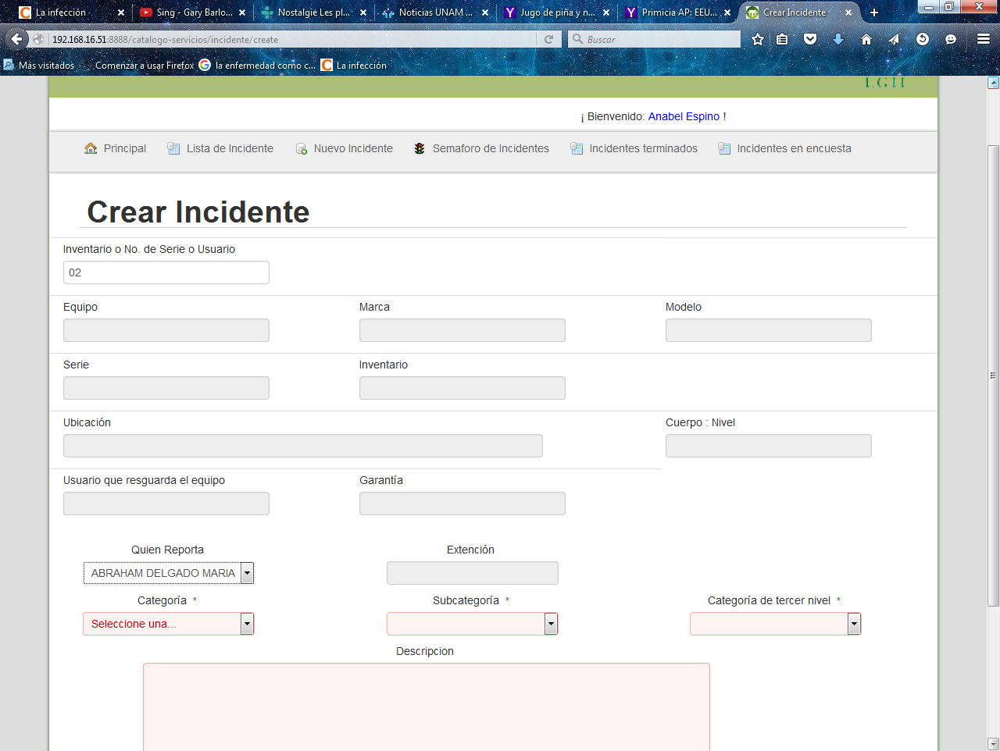 La infección
Sing - Gary Barlo...
Nostalgie Les pl...
Noticias UNAM ...
Jugo de piña y n...
Primicia AP: EEU...
Crear Incidente
192.168.16.51:8888/catalogo-servicios/incidente/create
Buscar
Más visitados
Comenzar a usar Firefox
la enfermedad como c...
La infección
¡ Bienvenido: Anabel Espino !
Principal
Lista de Incidente
Nuevo Incidente
Semaforo de Incidentes
Incidentes terminados
Incidentes en encuesta
Crear Incidente
Inventario o No. de Serie o Usuario
02
Equipo
Marca
Modelo
Serie
Inventario
Ubicación
Cuerpo : Nivel
Usuario que resguarda el equipo
Garantía
Quien Reporta
Extención
ABRAHAM DELGADO MARIA
Categoría *
Subcategoría *
Categoría de tercer nivel *
Seleccione una...
Descripcion